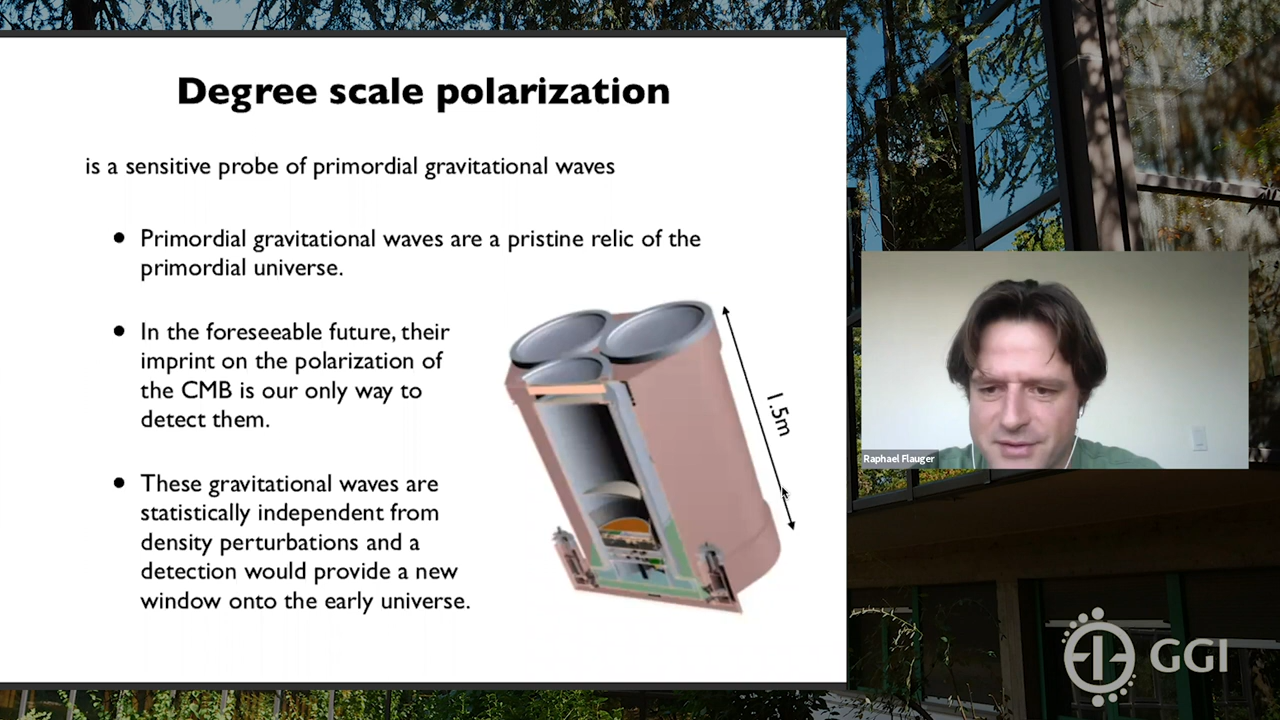 Degree scale polarization
is a sensitive probe of primordial gravitational waves
• Primordial gravitational waves are a pristine relic of the
primordial universe.
• In the foreseeable future, their
imprint on the polarization of
the CMB is our only way to
detect them.
• These gravitational waves are
statistically independent from
density perturbations and a
detection would provide a new
window onto the early universe.
1.5m
Raphael Flauger
GGI